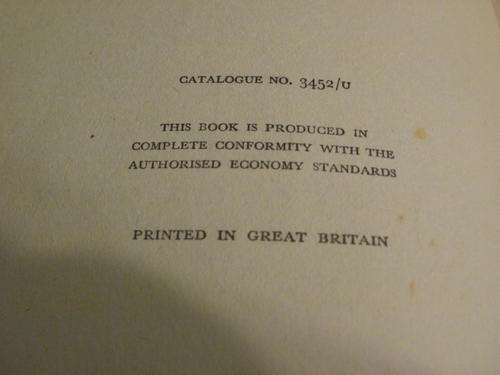 CATALOGUE NO. 3452/U
THIS BOOK IS PRODUCED IN
COMPLETE CONFORMITY WITH THE
AUTHORISED ECONOMY STANDARDS
PRINTED IN GREAT BRITAIN